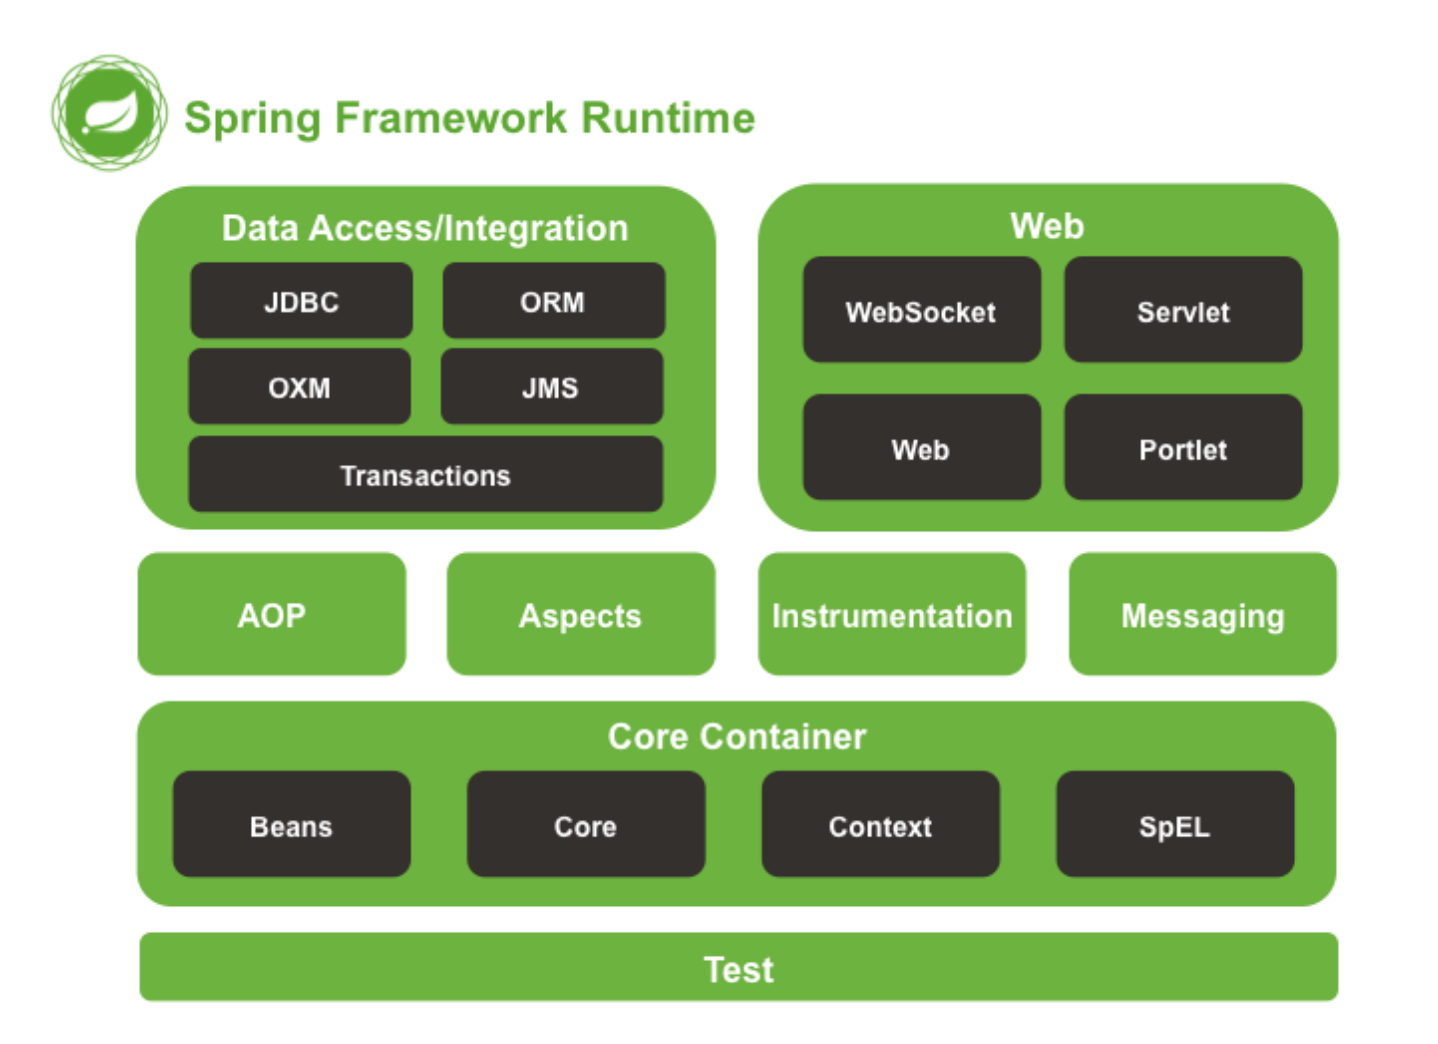 Spring Framework Runtime
Data Access/Integration
JDBC
ORM
OXM
JMS
Transactions
Web
WebSocket
Servlet
Web
Portlet
AOP
Aspects
Instrumentation
Messaging
Core Container
Beans
Core
Context
SpEL
Test